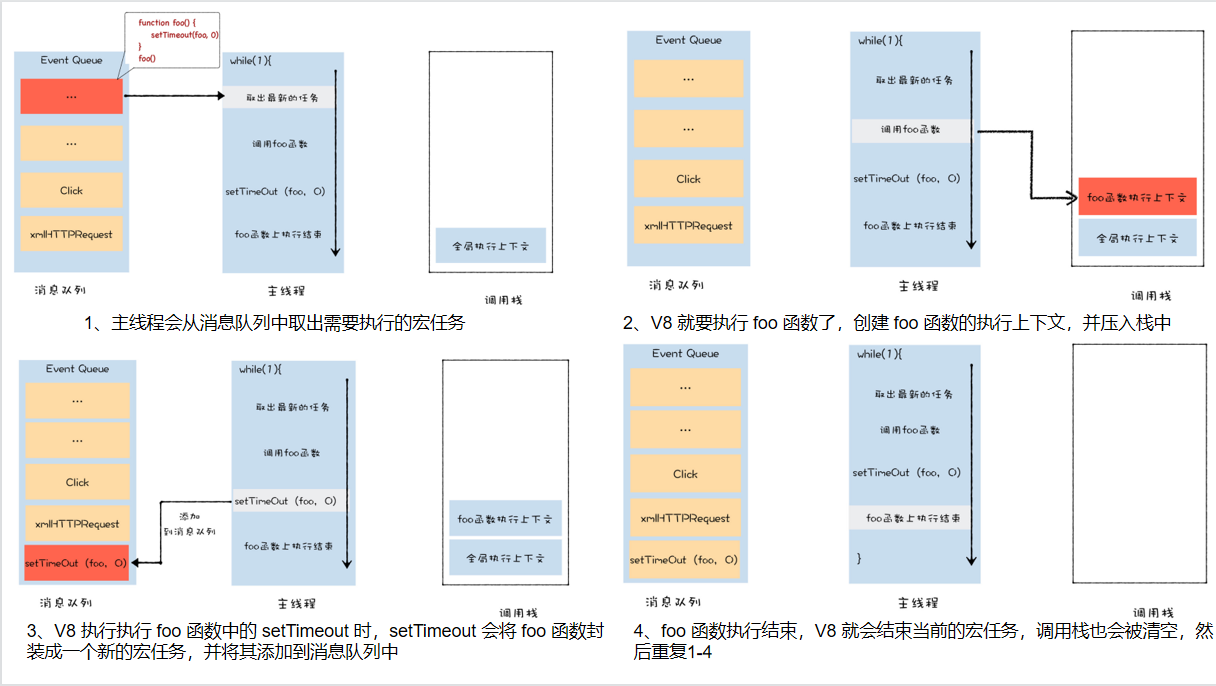 function foo() {
setTimeout(foo, 0)
}
foo()
Event Queue
...
...
Click
xmlHTTPRequest
消息队列
while(1){
取出最新的任务
调用foo函数
setTimeOut (foo, 0)
foo函数上执行结束
主线程
全局执行上下文
调用栈
1、主线程会从消息队列中取出需要执行的宏任务
Event Queue
...
...
Click
xmlHTTPRequest
消息队列
while(1){
取出最新的任务
调用foo函数
setTimeOut (foo, 0)
foo函数上执行结束
主线程
foo函数执行上下文
全局执行上下文
调用栈
2、V8 就要执行 foo 函数了，创建 foo 函数的执行上下文，并压入栈中
Event Queue
...
...
Click
xmlHTTPRequest
setTimeOut (foo, 0)
消息队列
添加
到消息队列
while(1){
取出最新的任务
调用foo函数
setTimeOut (foo, 0)
foo函数上执行结束
主线程
foo函数执行上下文
全局执行上下文
调用栈
3、V8 执行执行 foo 函数中的 setTimeout 时，setTimeout 会将 foo 函数封
装成一个新的宏任务，并将其添加到消息队列中
Event Queue
...
...
Click
xmlHTTPRequest
setTimeOut (foo, 0)
消息队列
while(1){
取出最新的任务
调用foo函数
setTimeOut (foo, 0)
foo函数上执行结束
}
主线程
调用栈
4、foo 函数执行结束，V8 就会结束当前的宏任务，调用栈也会被清空，然
后重复1-4